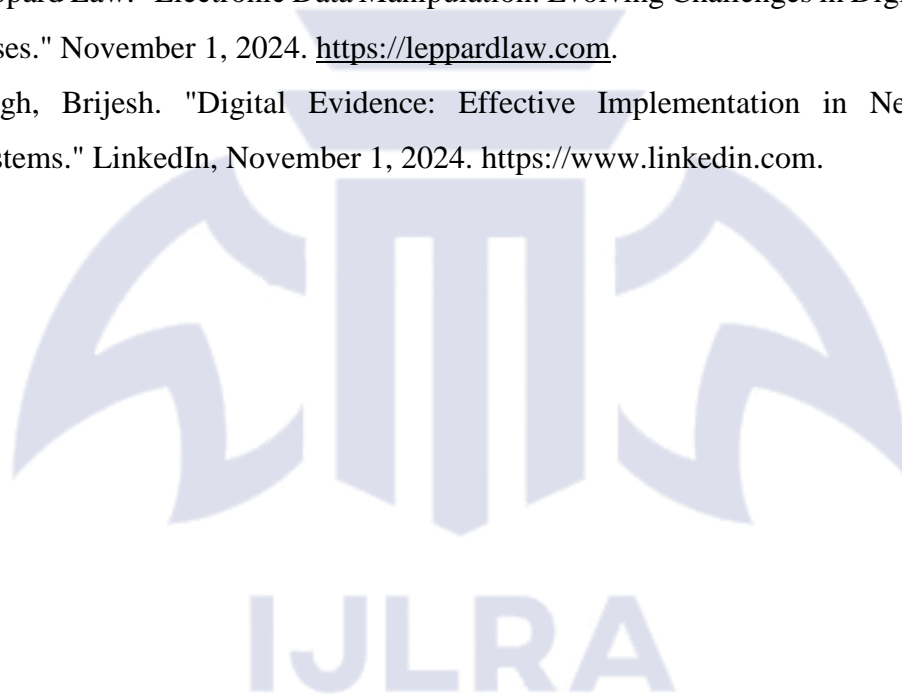 ppard Law. "Electronic Data Manipulation: Evolving Challenges in Digi
ses." November 1, 2024. https://leppardlaw.com.
gh, Brijesh. "Digital Evidence: Effective Implementation in Ne
stems." LinkedIn, November 1, 2024. https://www.linkedin.com.
IJLRA